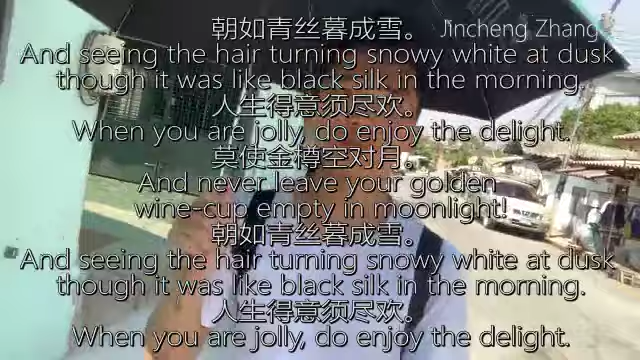 朝如青丝暮成雪。 Jincheng Zhang
And seeing the hair turning snowy white at dusk
though it was like black silk in the morning.
人生得意须尽欢。
When you are jolly, do enjoy the delight.
莫使金樽空对月。
And never leave your golden
wine-cup empty in moonlight!
朝如青丝暮成雪。
And seeing the hair turning snowy white at dusk
though it was like black silk in the morning.
人生得意须尽欢。
When you are jolly, do enjoy the delight.